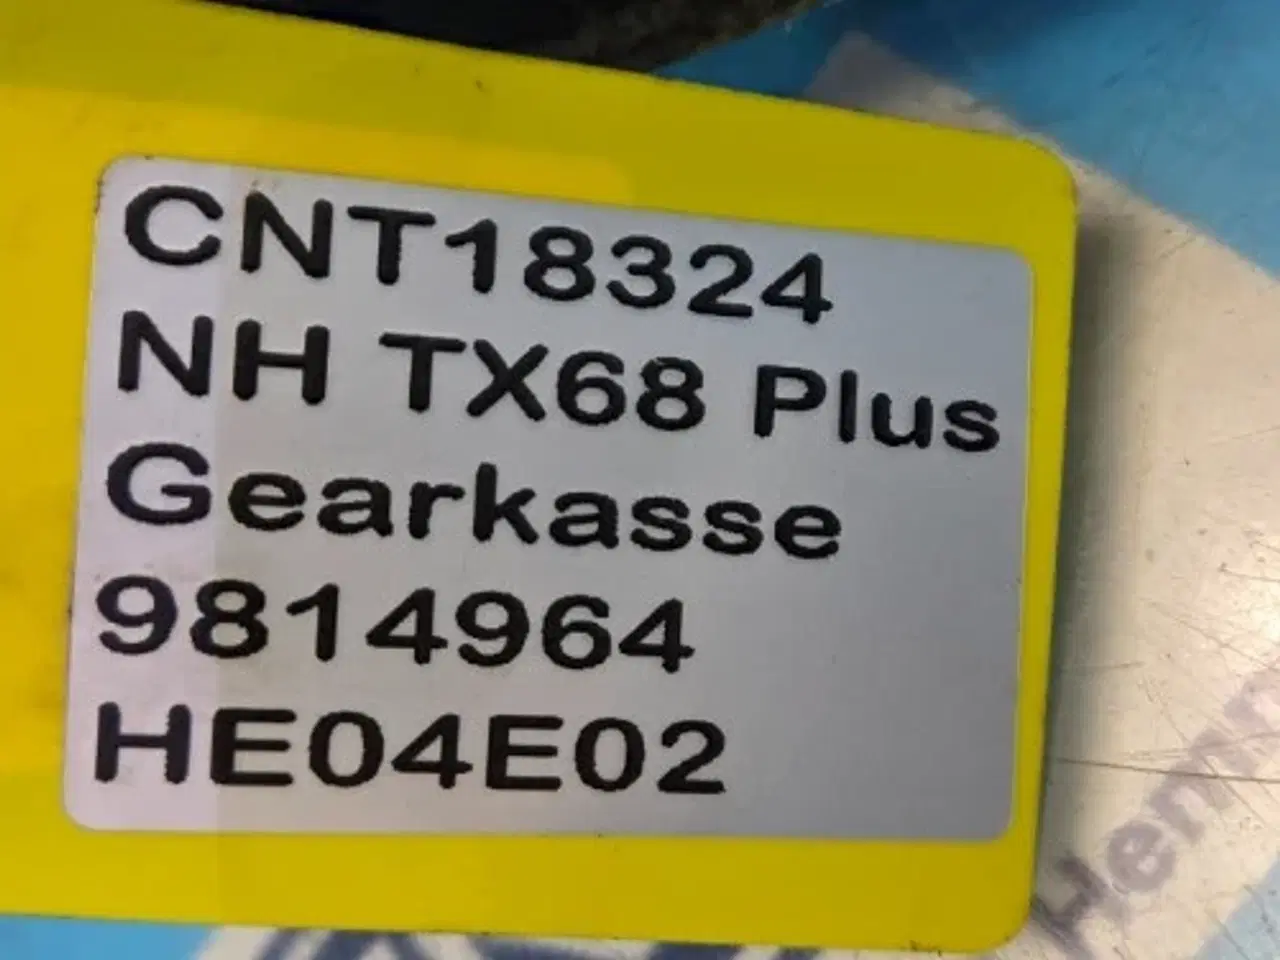 CNT18324
NH TX68 Plus
Gearkasse
9814964
HE04E02